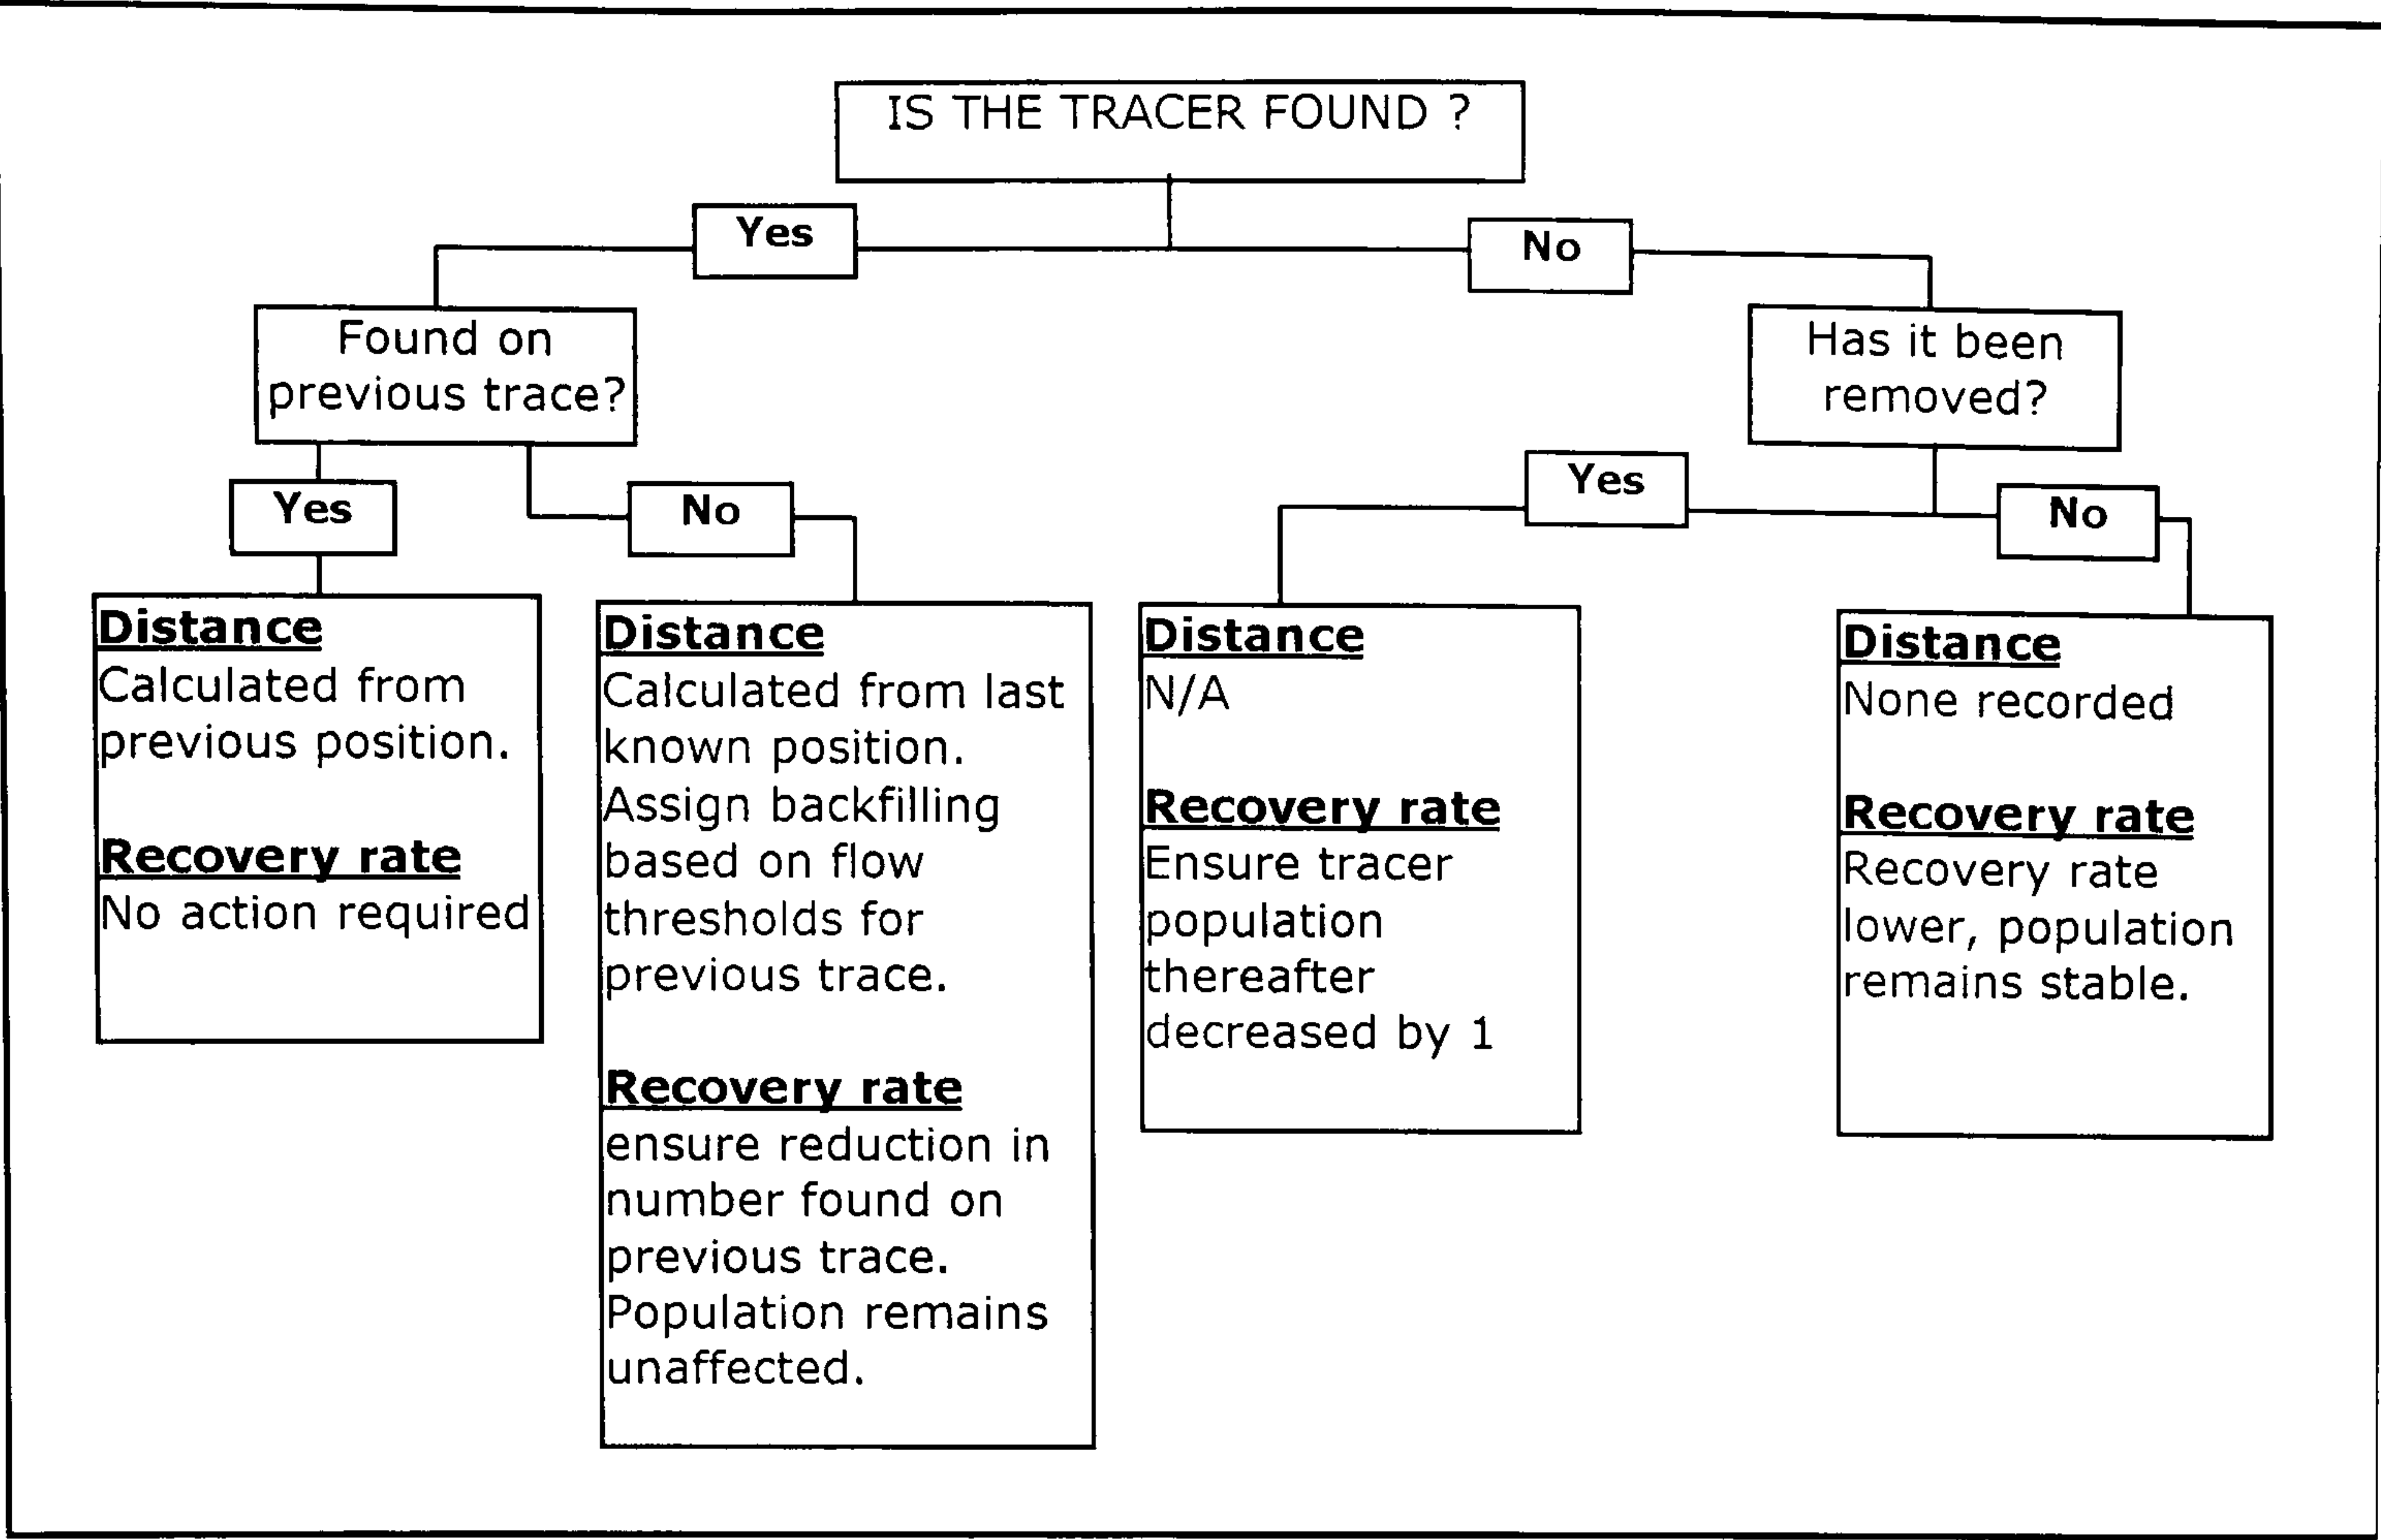 IS THE TRACER FOUND ?
Yes
No
Found on
previous trace?
Has it been
removed?
Yes
No
Yes
No
Distance
Calculated from
previous position.
Recovery rate
No action required
Distance
Calculated from last
known position.
Assign backfilling
based on flow
thresholds for
previous trace.
Recovery rate
ensure reduction in
number found on
previous trace.
Population remains
unaffected.
Distance
N/A
Recovery rate
Ensure tracer
population
thereafter
decreased by 1
Distance
None recorded
Recovery rate
Recovery rate
lower, population
remains stable.